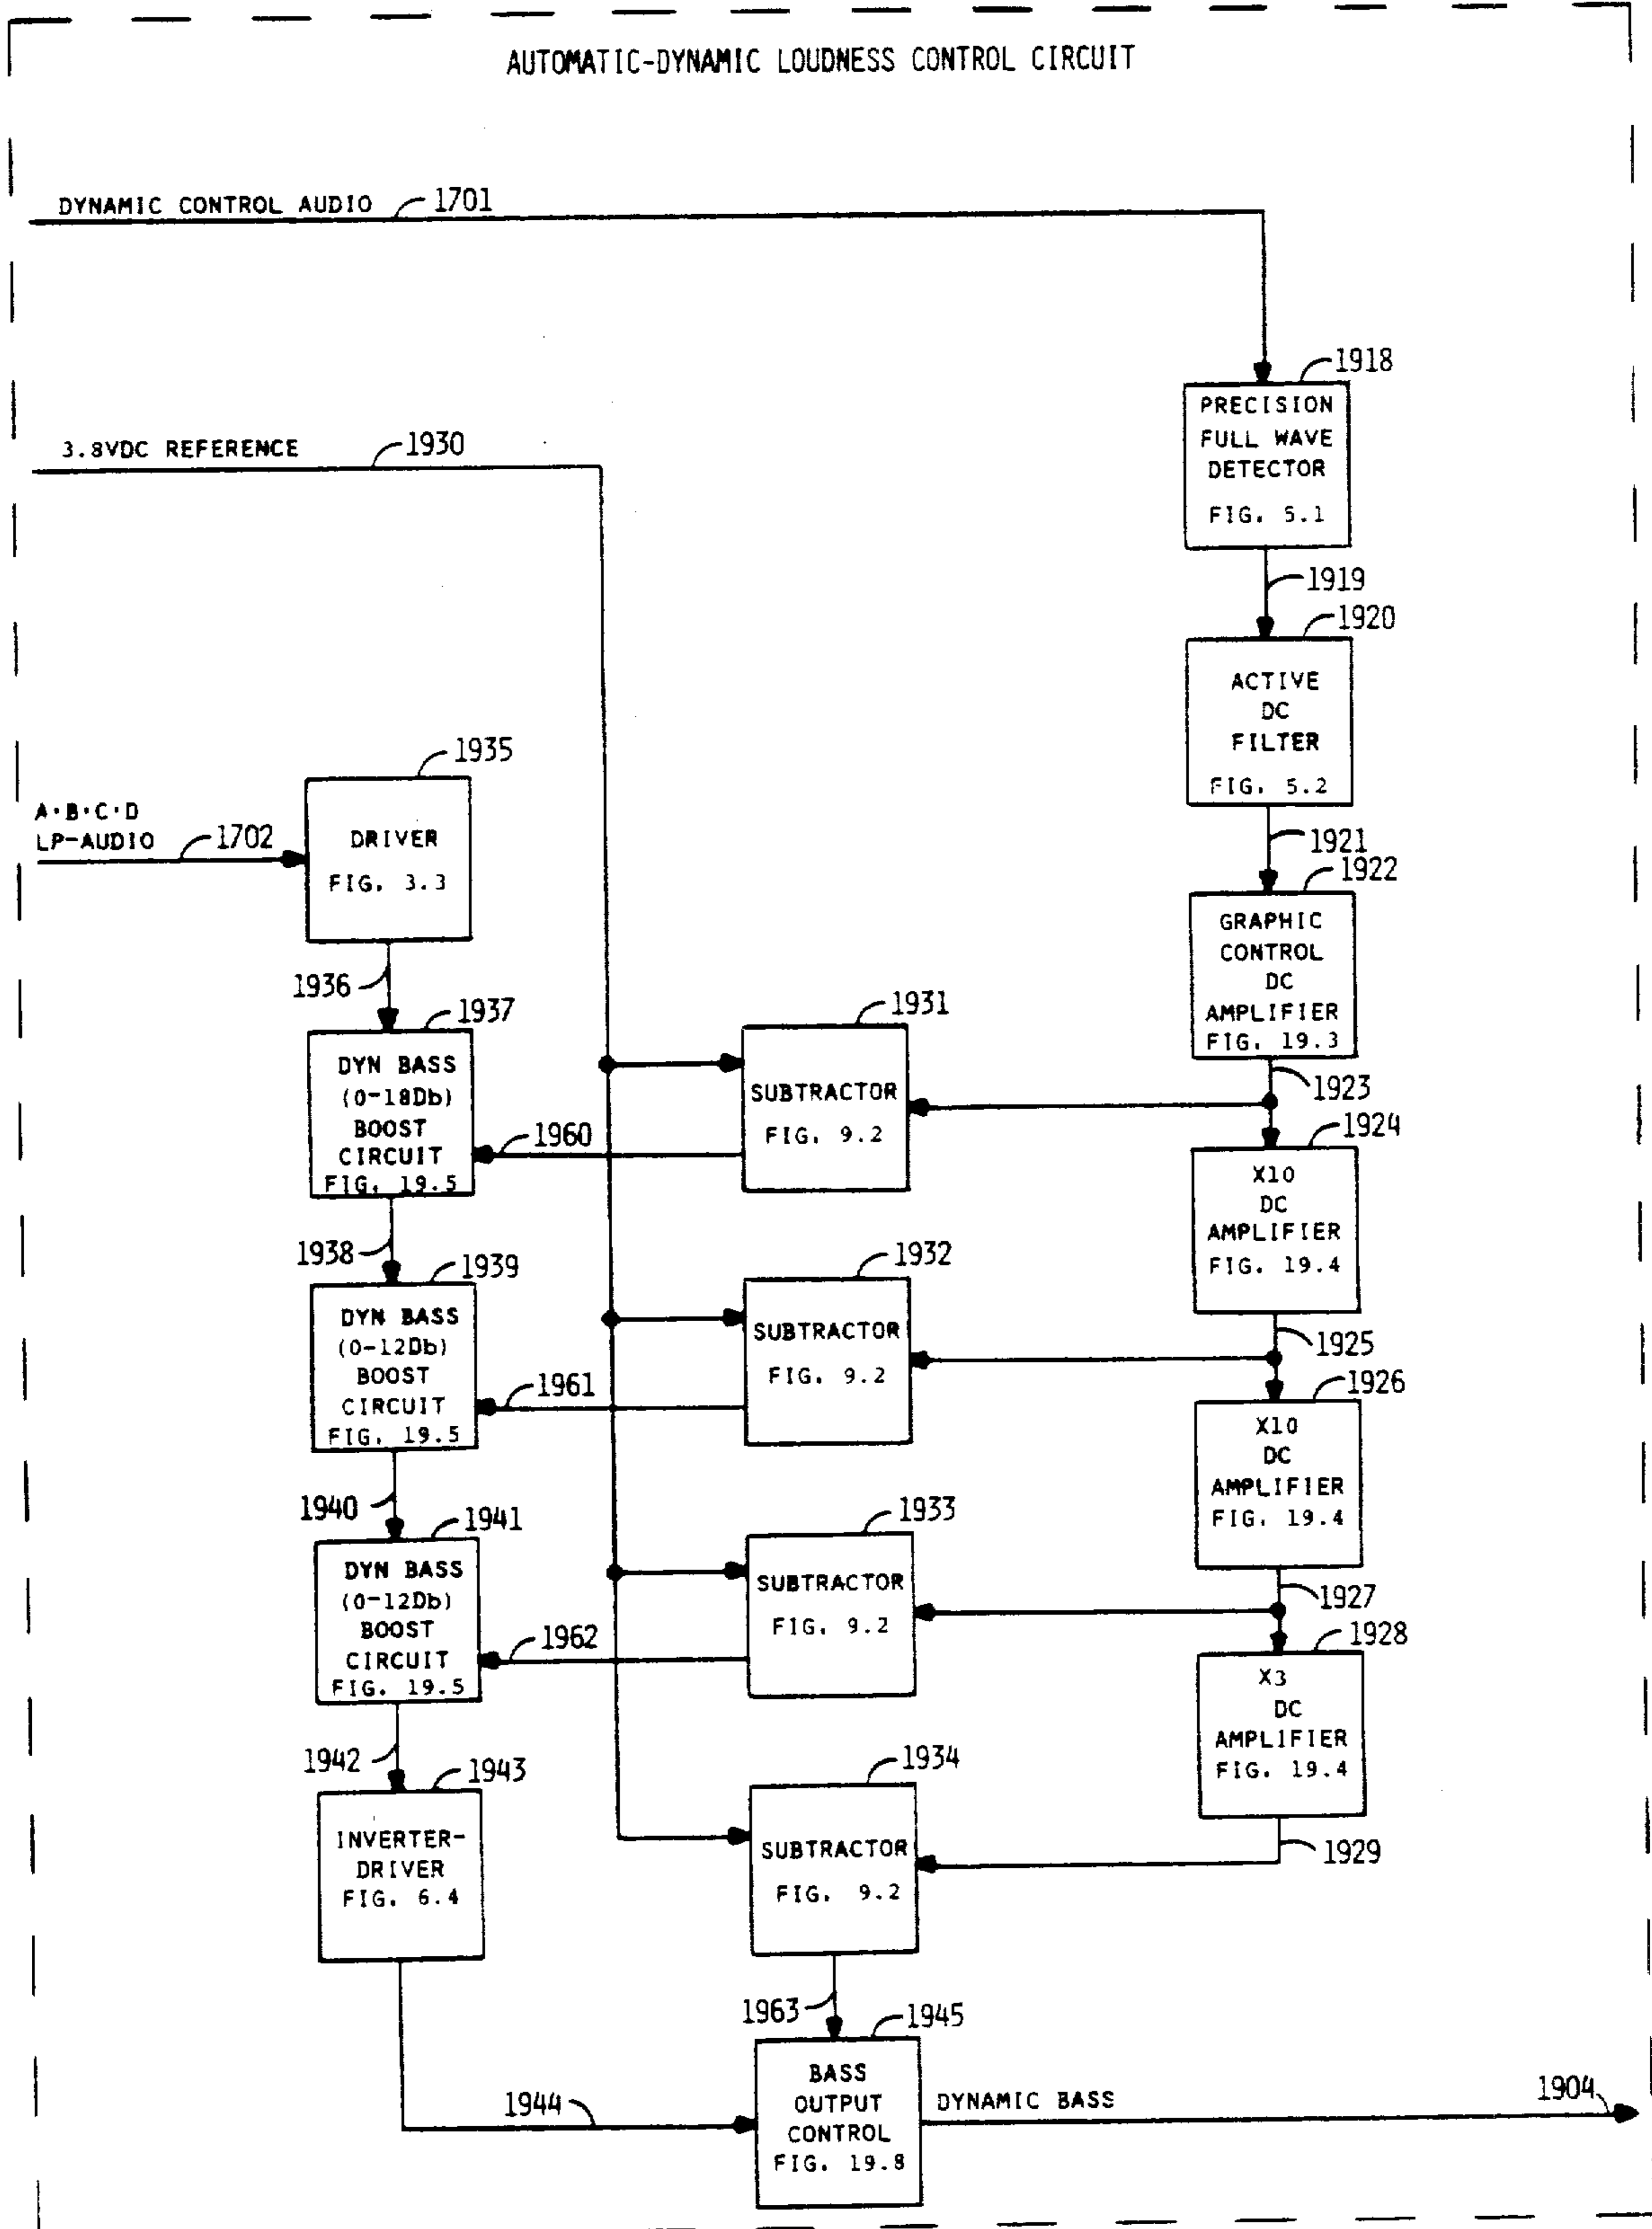 AUTOMATIC-DYNAMIC LOUDNESS CONTROL CIRCUIT
DYNAMIC CONTROL AUDIO
1701
1918
PRECISION
FULL WAVE
DETECTOR
FIG. 5.1
3.8VDC REFERENCE
1930
1919
1920
ACTIVE
DC
FILTER
FIG. 5.2
1935
A·B·C·D
LP-AUDIO
1702
DRIVER
FIG. 3.3
1921
1922
GRAPHIC
CONTROL
DC
AMPLIFIER
FIG. 19.3
1936
1937
DYN BASS
(0-18Db)
BOOST
CIRCUIT
FIG. 19.5
1931
SUBTRACTOR
FIG. 9.2
1960
1923
1924
X10
DC
AMPLIFIER
FIG. 19.4
1938
1939
DYN BASS
(0-12Db)
BOOST
CIRCUIT
FIG. 19.5
1932
SUBTRACTOR
FIG. 9.2
1961
1925
1926
X10
DC
AMPLIFIER
FIG. 19.4
1940
1941
DYN BASS
(0-12Db)
BOOST
CIRCUIT
FIG. 19.5
1933
SUBTRACTOR
FIG. 9.2
1962
1927
1928
X3
DC
AMPLIFIER
FIG. 19.4
1942
1943
INVERTER-
DRIVER
FIG. 6.4
1934
SUBTRACTOR
FIG. 9.2
1929
1963
1945
BASS
OUTPUT
CONTROL
FIG. 19.8
1944
DYNAMIC BASS
1904